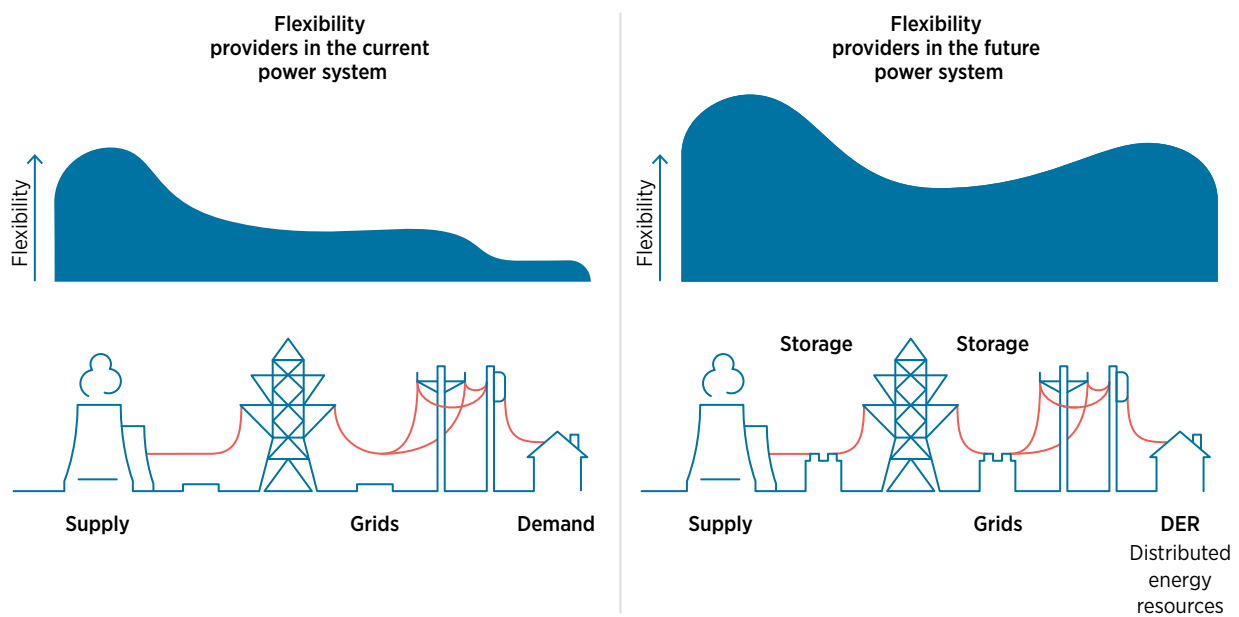 Flexibility
providers in the current
power system
Flexibility
Supply
Grids
Demand
Flexibility
providers in the future
power system
Flexibility
Storage
Storage
Supply
Grids
DER
Distributed
energy
resources